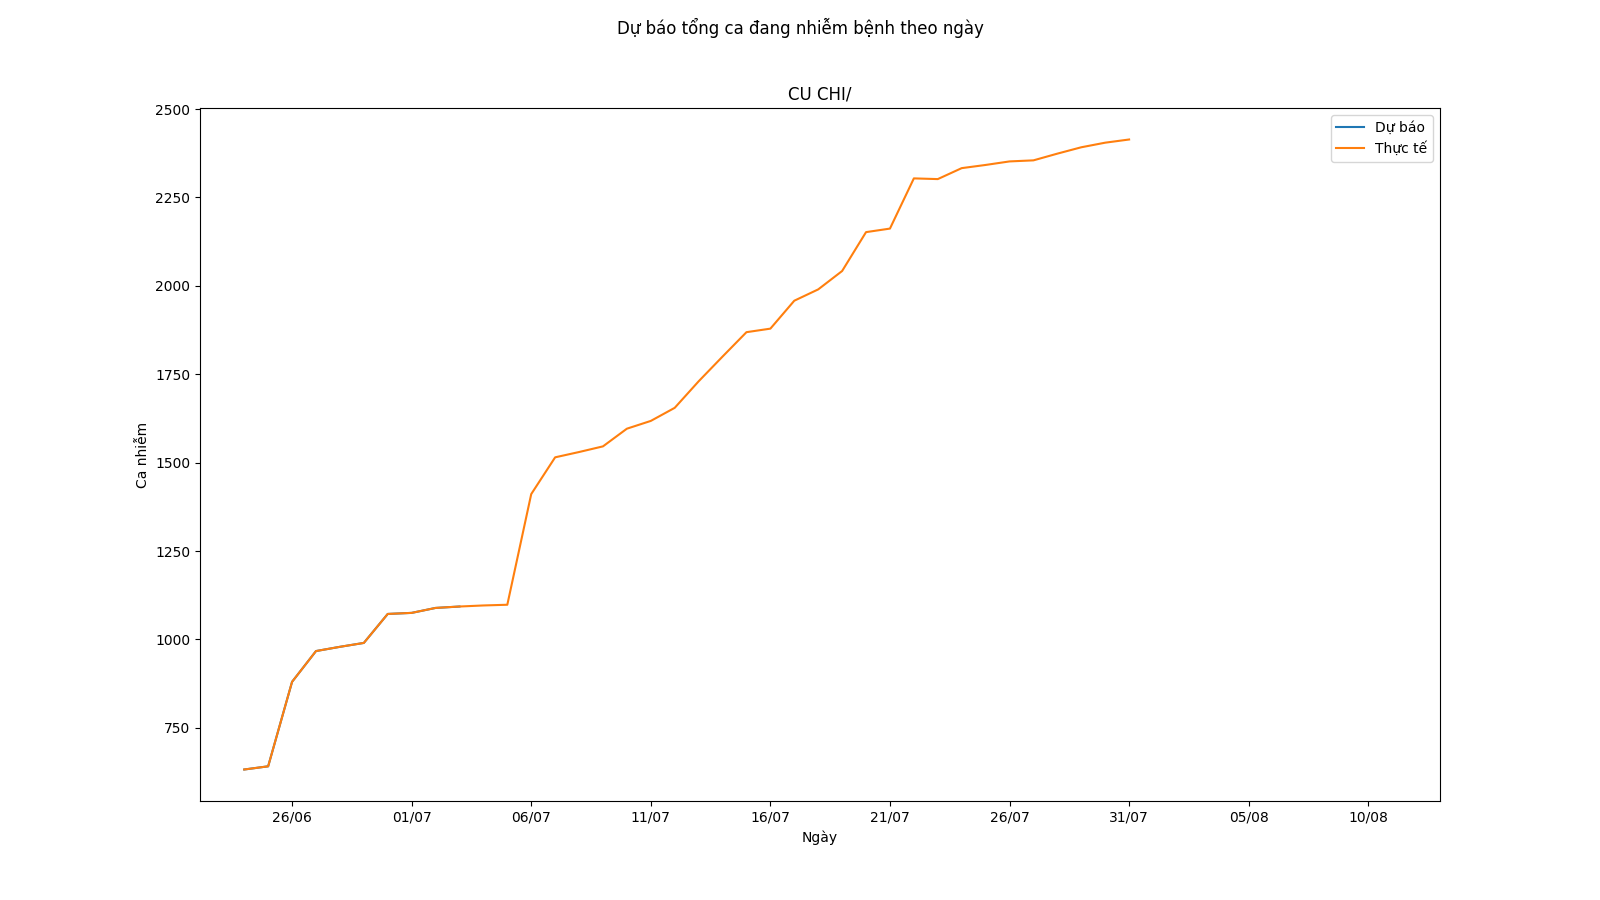 Dự báo tổng ca đang nhiễm bệnh theo ngày
CU CHI/
2500
2250
2000
1750
1500
1250
1000
750
Ca nhiễm
Dự báo
Thực tế
26/06 01/07 06/07 11/07 16/07 21/07 26/07 31/07 05/08 10/08
Ngày